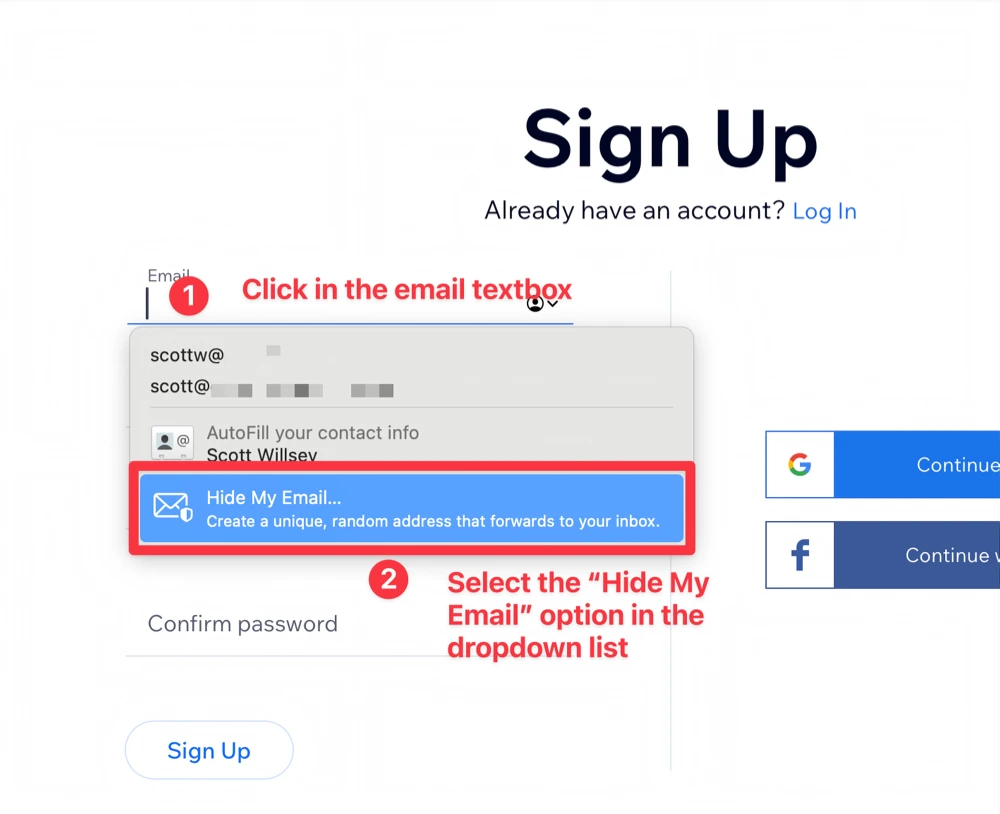 Sign Up
Already have an account? Log In
Email
1
Click in the email textbox
scottw@
scott@
@
AutoFill your contact info
Scott Willsey
Hide My Email...
Create a unique, random address that forwards to your inbox.
2
Select the “Hide My
Email” option in the
dropdown list
Confirm password
Sign Up
G
Continue
f
Continue